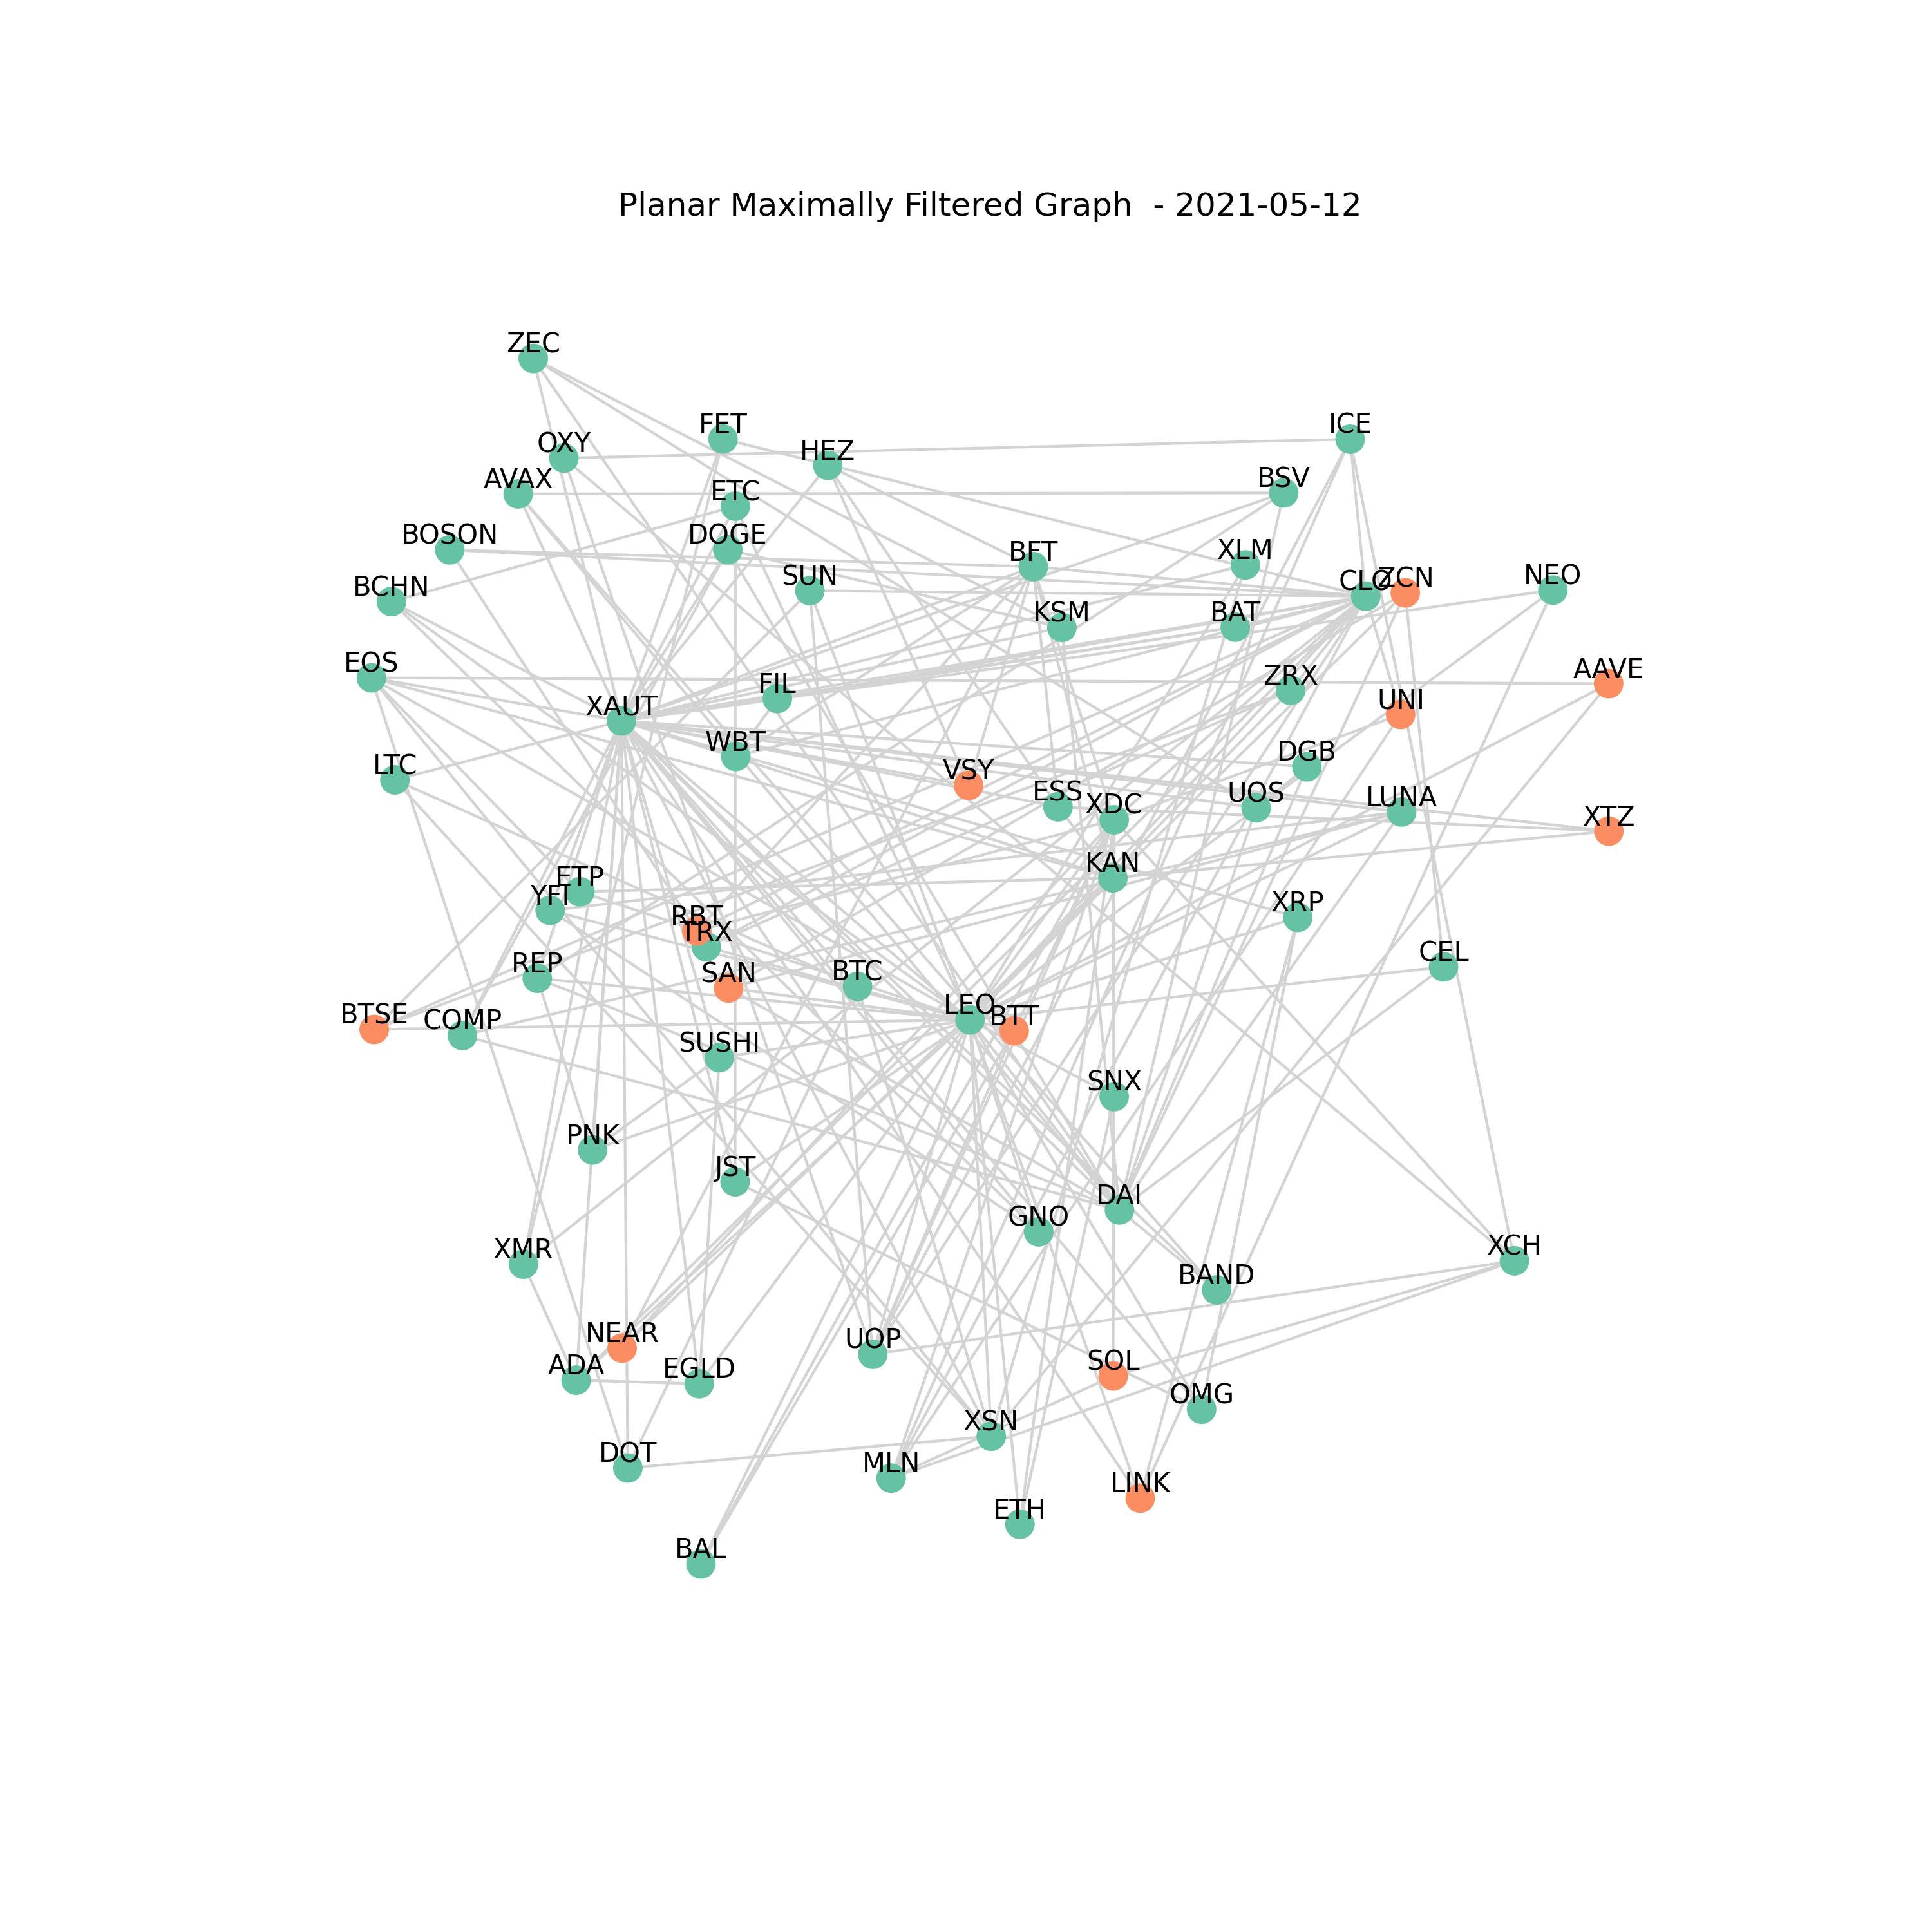 Planar Maximally Filtered Graph - 2021-05-12
ZEC
FET
ICE
OXY
HEZ
AVAX
BSV
ETC
BOSON
DOGE
BFT
XLM
SUN
CLO
ZCN
NEO
BCHN
KSM
BAT
EOS
FIL
ZRX
AAVE
XAUT
UNI
WBT
DGB
LTC
VSY
ESS
UOS
XDC
LUNA
XTZ
KAN
ETP
YFI
XRP
RBT
TRX
REP
SAN
BTC
CEL
BTSE
COMP
LEO
BTT
SUSHI
SNX
PNK
JST
DAI
GNO
XMR
XCH
BAND
NEAR
UOP
ADA
EGLD
SOL
OMG
XSN
DOT
MLN
LINK
ETH
BAL